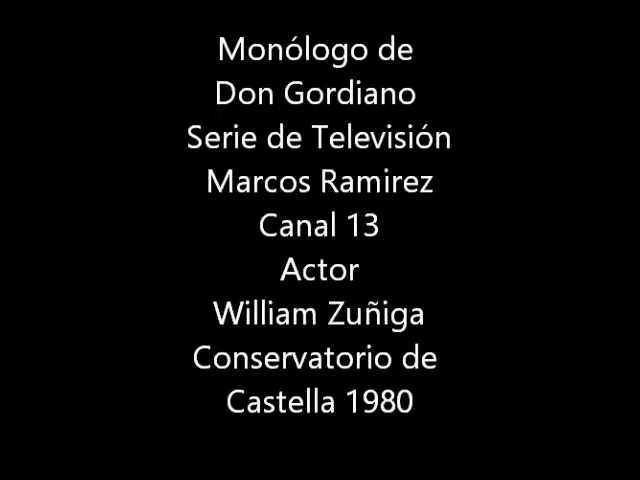 Monólogo de
Don Gordiano
Serie de Televisión
Marcos Ramirez
Canal 13
Actor
William Zuñiga
Conservatorio de
Castella 1980